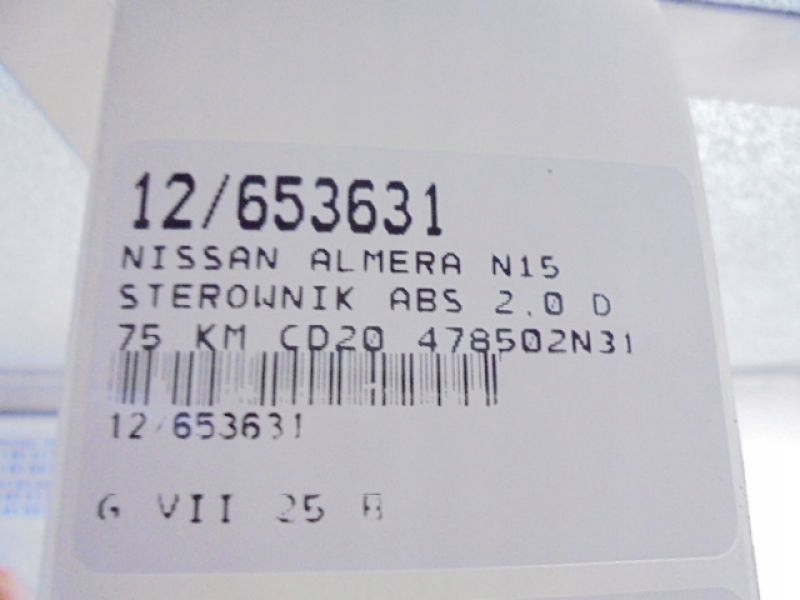 12/653631
NISSAN ALMERA N15
STEROWNIK ABS 2.0 D
75 KM CD20 478502N31
12/653631
G VII 25 B